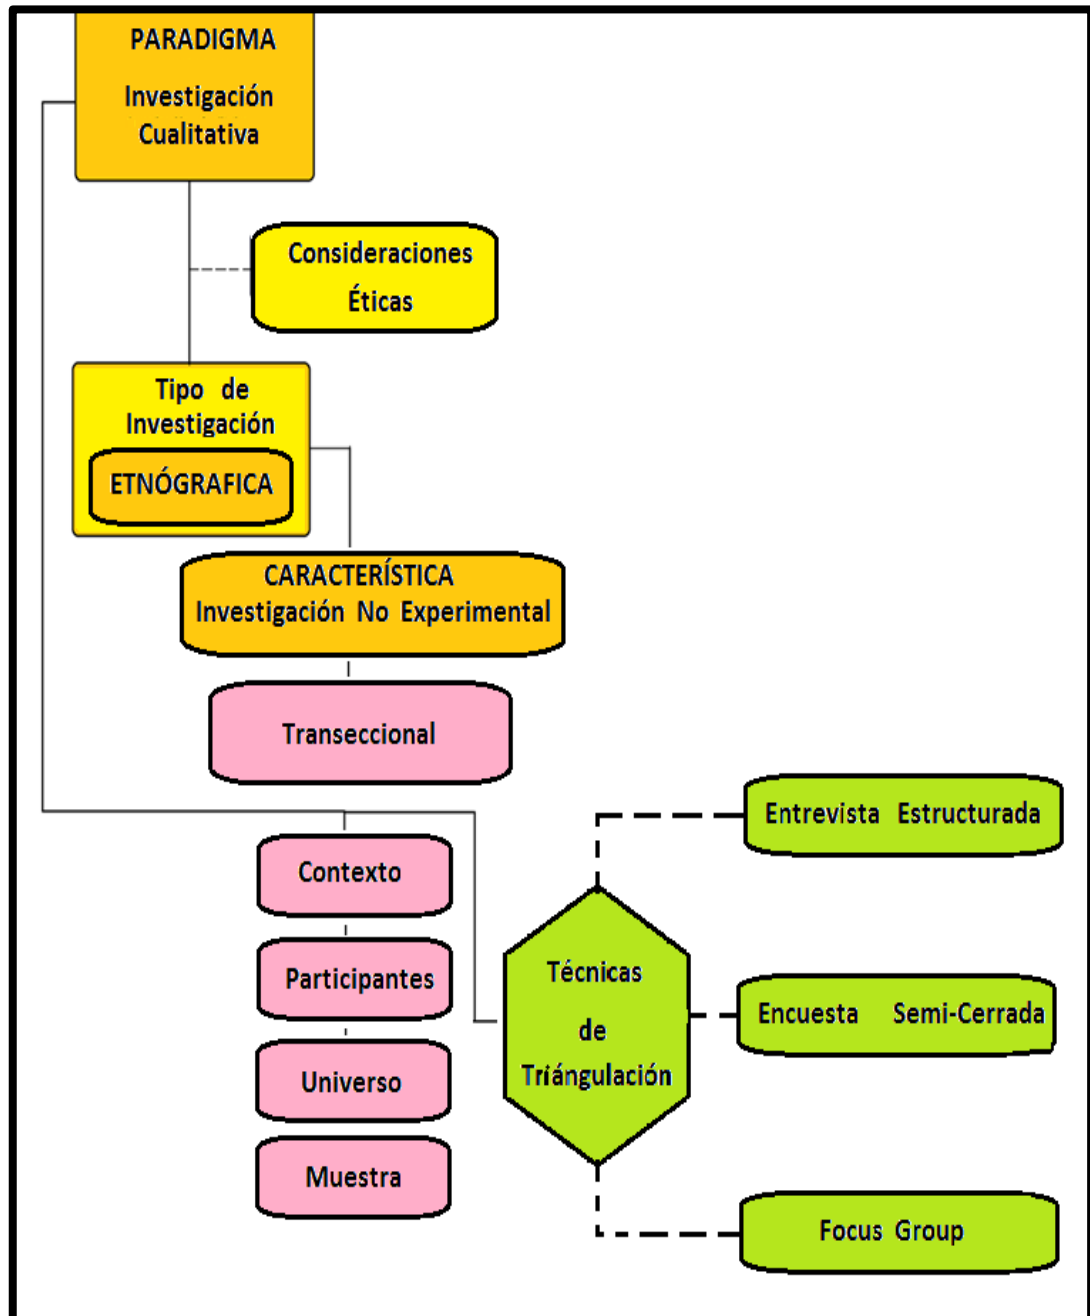 PARADIGMA
Investigación
Cualitativa
Consideraciones
Éticas
Tipo de
Investigación
ETNÓGRAFICA
CARACTERÍSTICA
Investigación No Experimental
Transeccional
Contexto
Participantes
Universo
Muestra
Técnicas
de
Triángulación
Entrevista Estructurada
Encuesta Semi-Cerrada
Focus Group